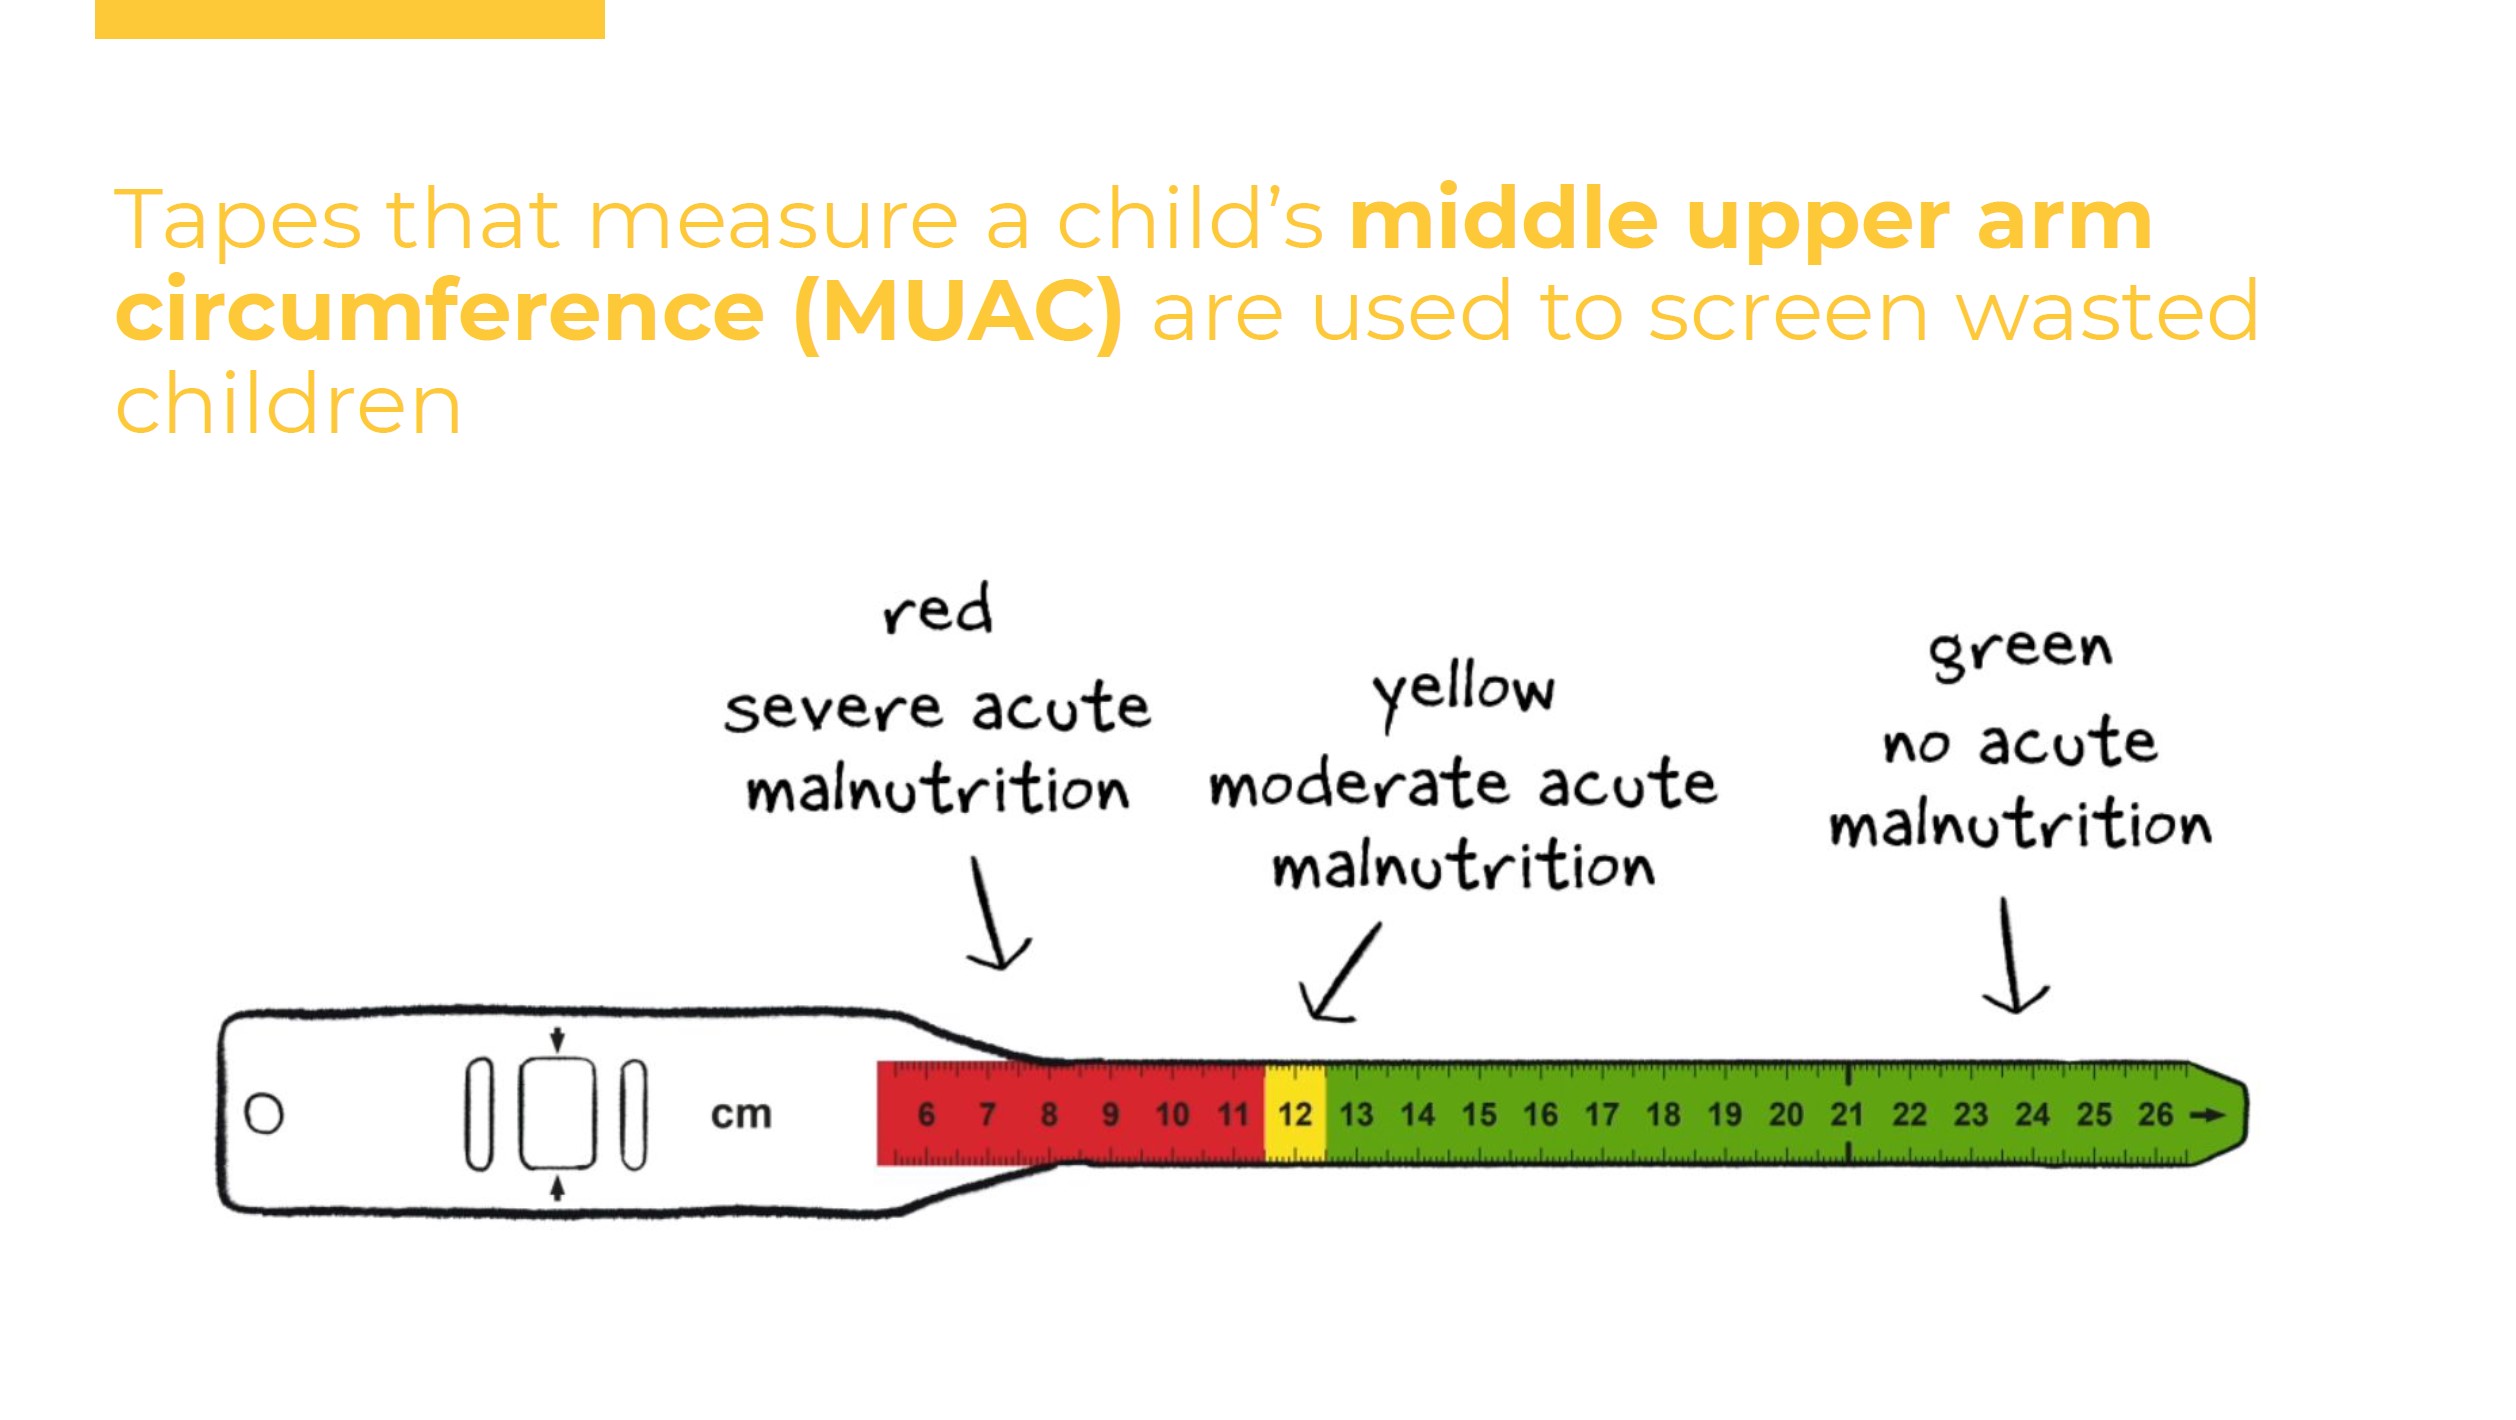 Tapes that measure a child’s middle upper arm
circumference (MUAC) are used to screen wasted
children
red
severe acute
malnutrition
yellow
moderate acute
malnutrition
green
no acute
malnutrition
cm 6 7 8 9 10 11 12 13 14 15 16 17 18 19 20 21 22 23 24 25 26